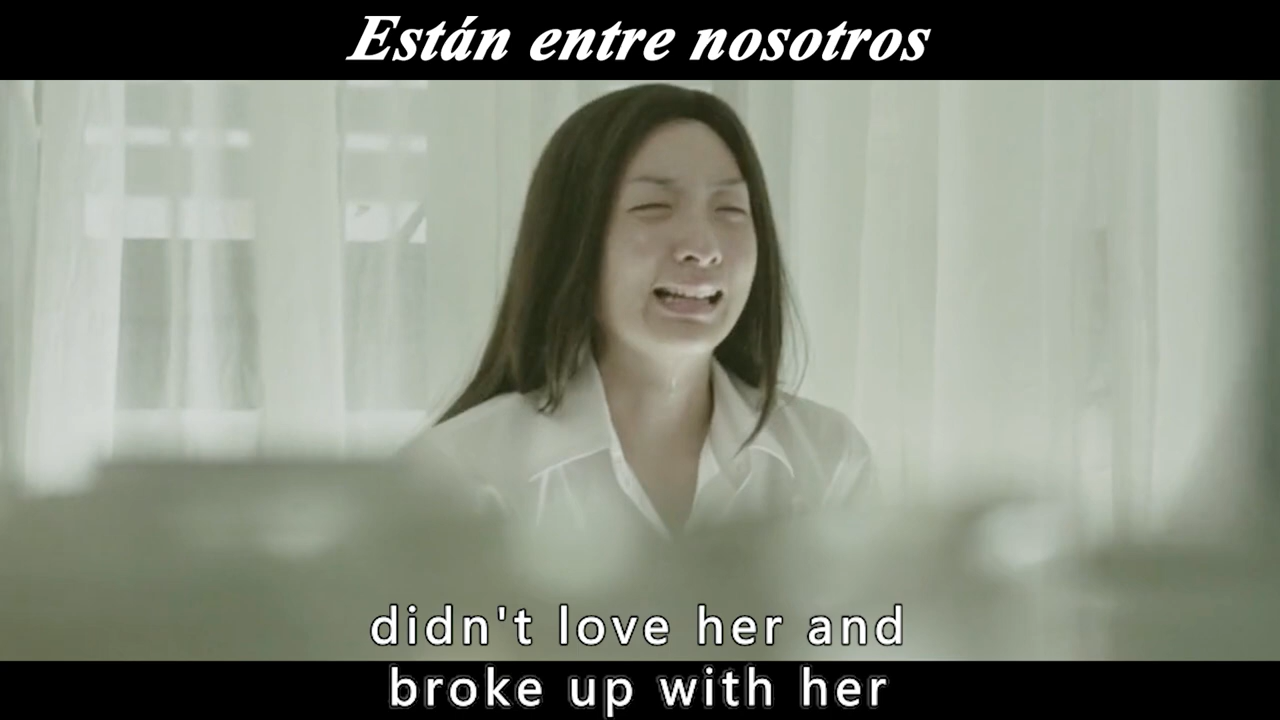 Están entre nosotros
didn't love her and
broke up with her